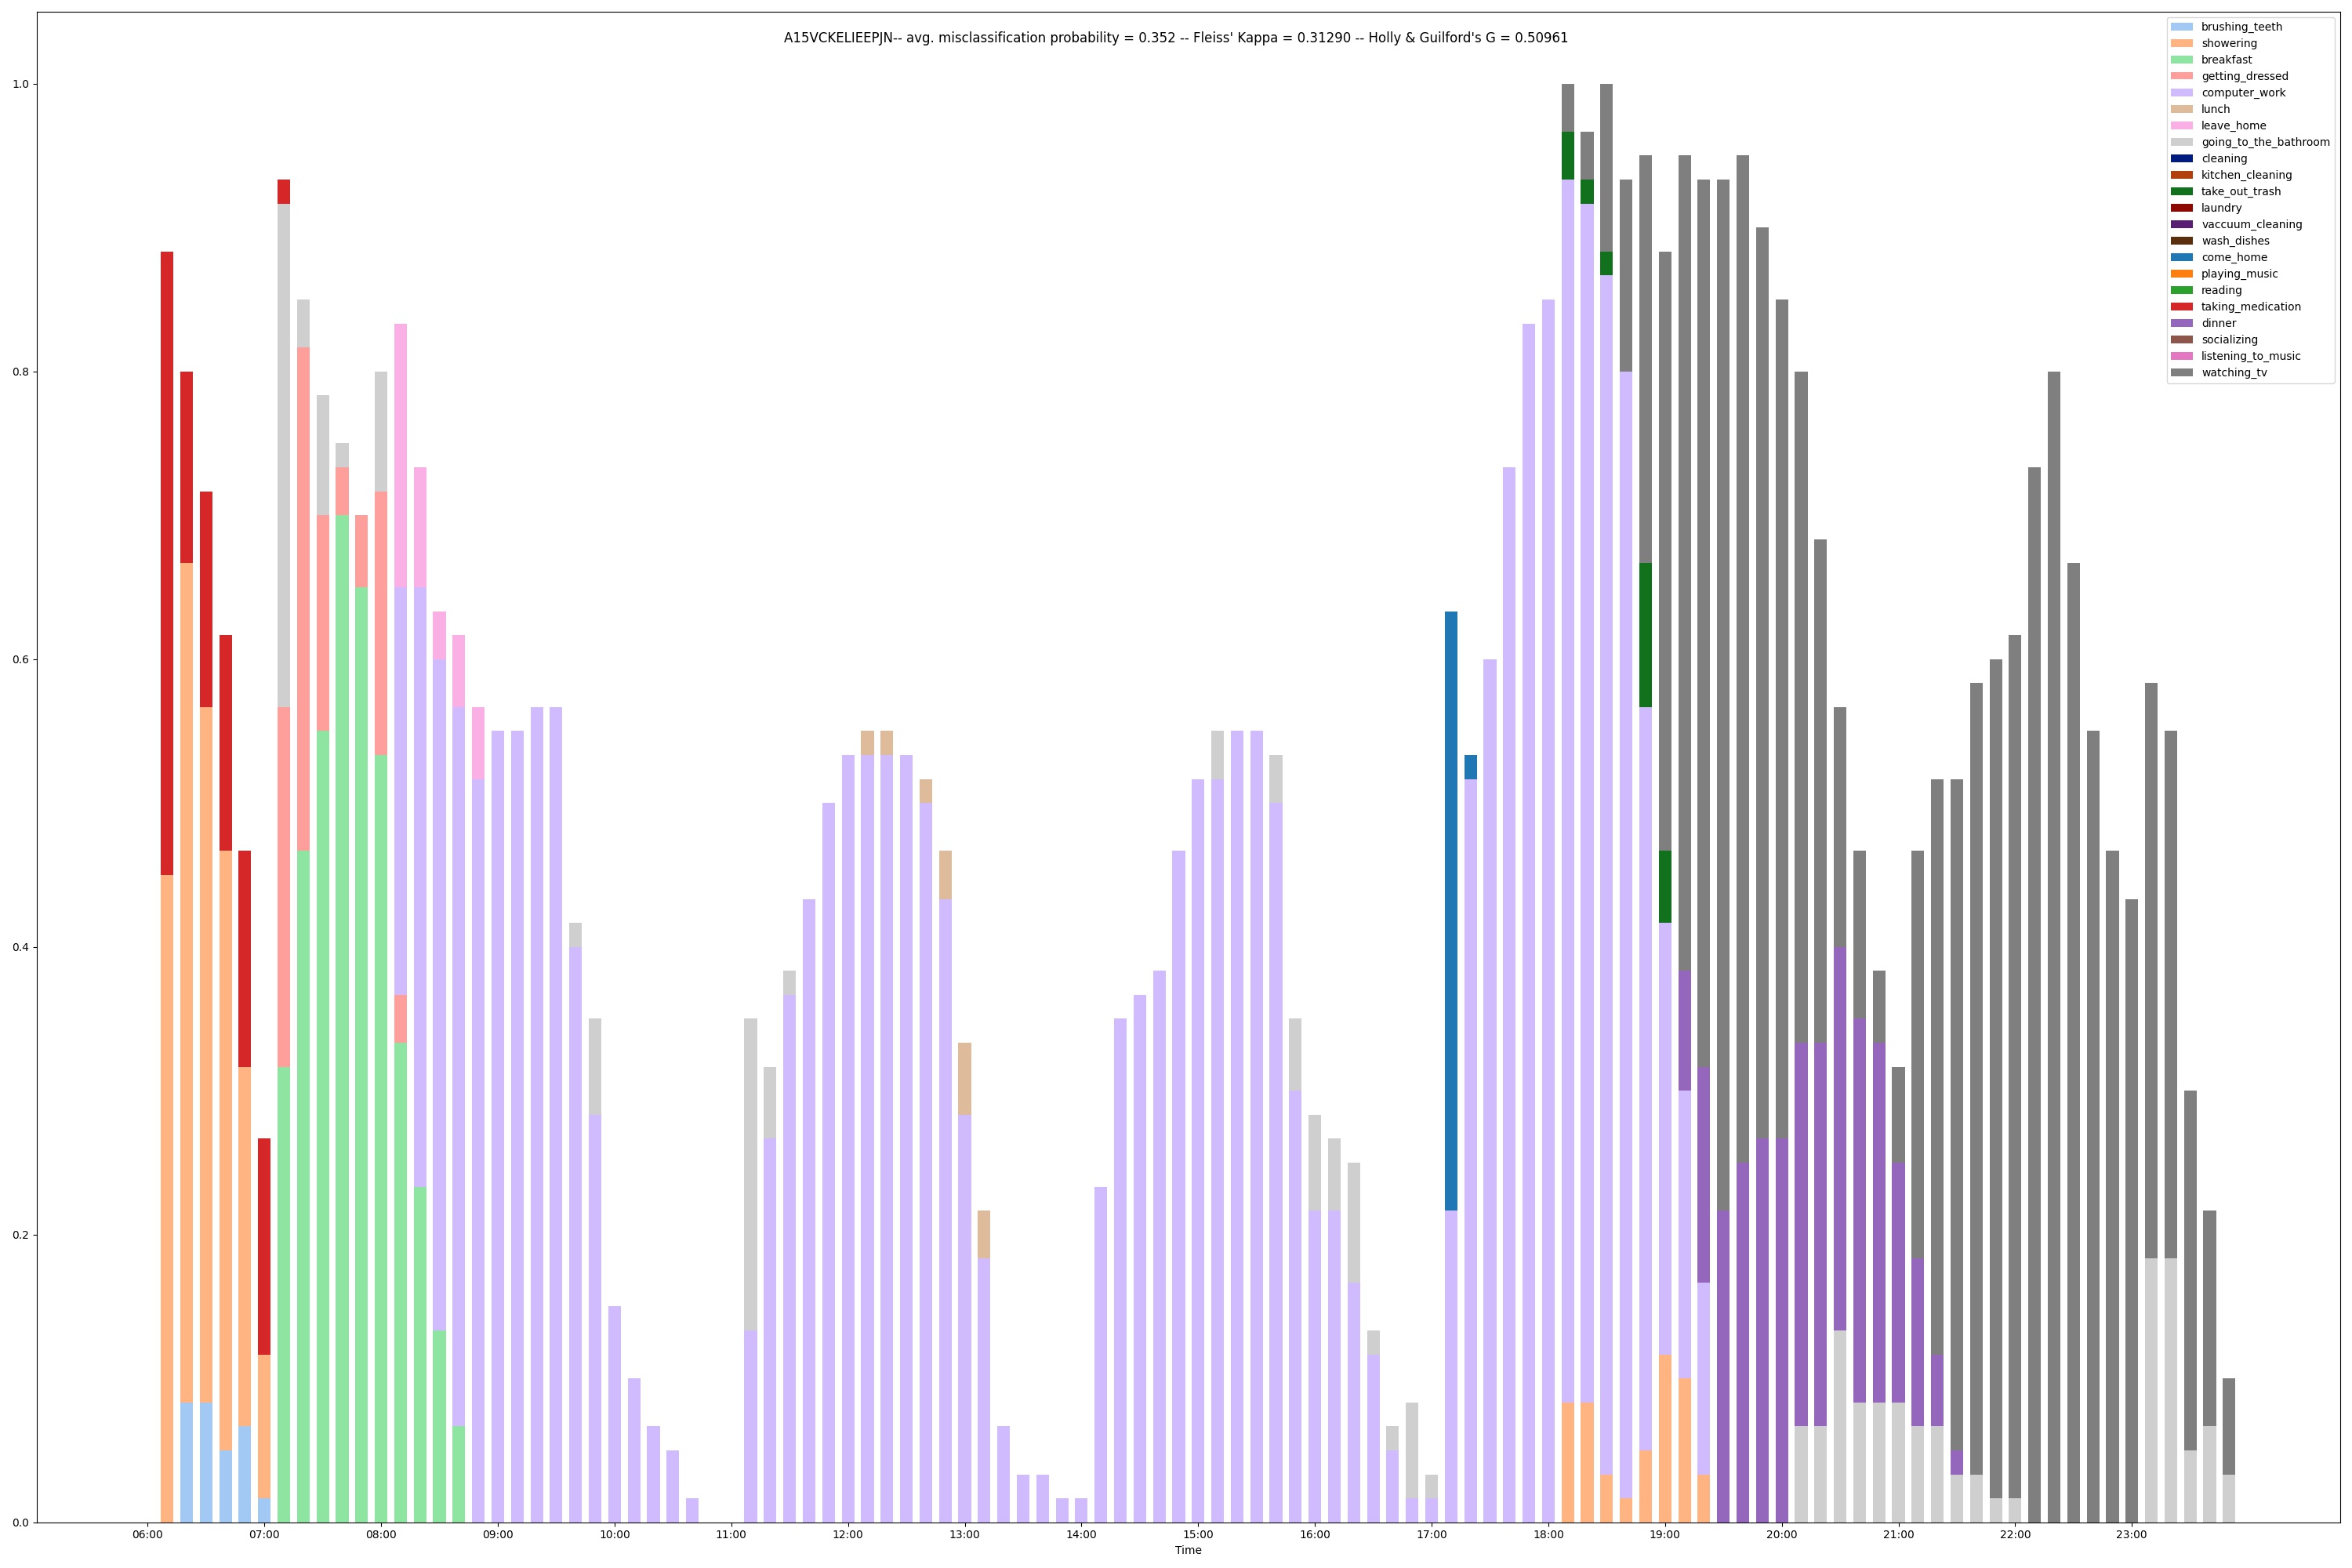 A15VCKELIEEPJN-- avg. misclassification probability = 0.352 -- Fleiss' Kappa = 0.31290 -- Holly & Guilford's G = 0.50961
brushing_teeth
showering
breakfast
getting_dressed
computer_work
lunch
leave_home
going_to_the_bathroom
cleaning
kitchen_cleaning
take_out_trash
laundry
vaccuum_cleaning
wash_dishes
come_home
playing_music
reading
taking_medication
dinner
socializing
listening_to_music
watching_tv
1.0
0.8
0.6
0.4
0.2
0.0
06:00 07:00 08:00 09:00 10:00 11:00 12:00 13:00 14:00 15:00 16:00 17:00 18:00 19:00 20:00 21:00 22:00 23:00
Time